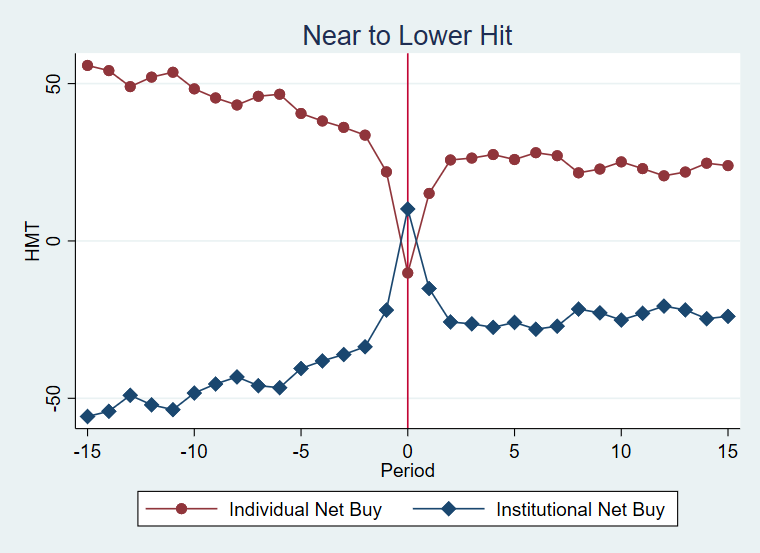 Near to Lower Hit
50
0
-50
HMT
-15 -10 -5 0 5 10 15
Period
Individual Net Buy Institutional Net Buy